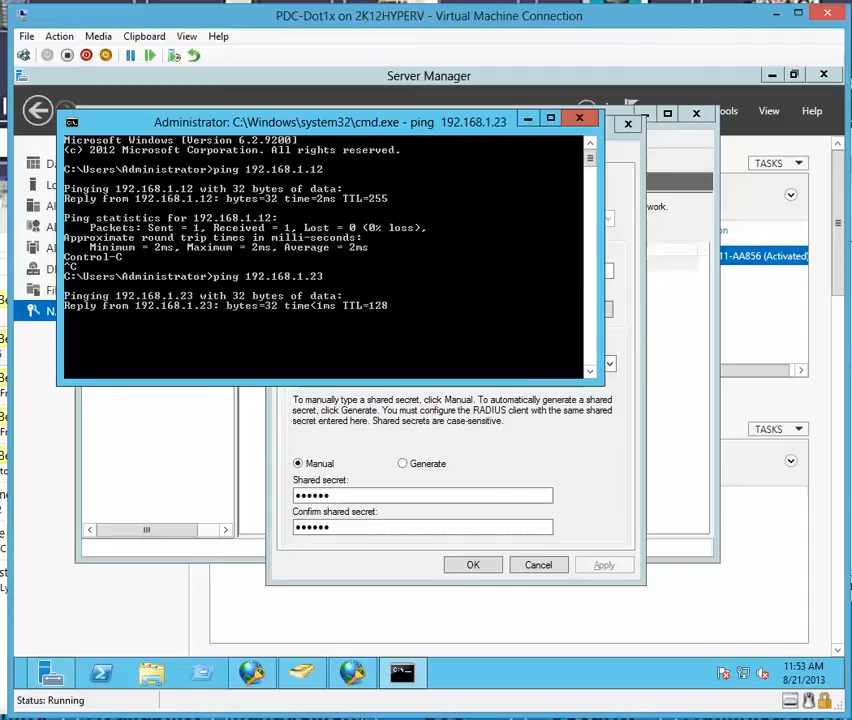 PDC-Dot1x on 2K12HYPERV - Virtual Machine Connection
File Action Media Clipboard View Help
Server Manager
Administrator: C:\Windows\system32\cmd.exe - ping 192.168.1.23
ools View Help
Microsoft Windows [Version 6.2.9200]
(c) 2012 Microsoft Corporation. All rights reserved.
C:\Users\Administrator>ping 192.168.1.12
Pinging 192.168.1.12 with 32 bytes of data:
Reply from 192.168.1.12: bytes=32 time=2ms TTL=255
Ping statistics for 192.168.1.12:
Packets: Sent = 1, Received = 1, Lost = 0 (0% loss),
Approximate round trip times in milli-seconds:
Minimum = 2ms, Maximum = 2ms, Average = 2ms
Control-C
^C
C:\Users\Administrator>ping 192.168.1.23
Pinging 192.168.1.23 with 32 bytes of data:
Reply from 192.168.1.23: bytes=32 time<1ms TTL=128
TASKS
work.
11-AA856 (Activated)
TASKS
To manually type a shared secret, click Manual. To automatically generate a shared
secret, click Generate. You must configure the RADIUS client with the same shared
secret entered here. Shared secrets are case-sensitive.
Manual Generate
Shared secret:
••••••
Confirm shared secret:
••••••
OK Cancel Apply
11:53 AM
8/21/2013
Status: Running